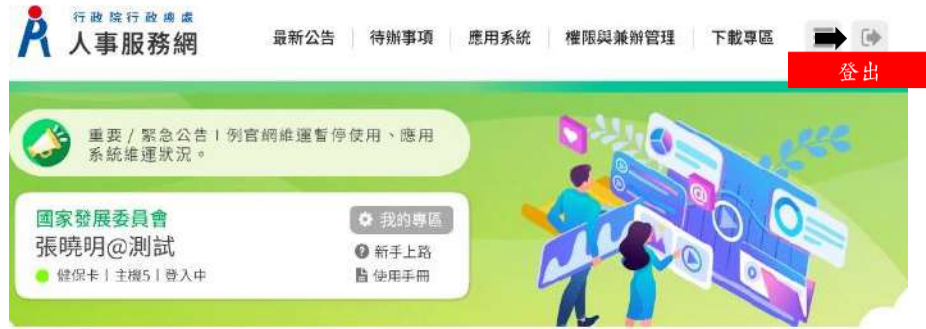 行政院行政總處
人事服務網
最新公告
待辦事項
應用系統
權限與兼辦管理
下載專區
登出
重要 / 緊急公告 I 例官網維運暫停使用、應用
系統維運狀況。
國家發展委員會
張曉明@測試
健保卡 | 主機5 | 登入中
我的專區
新手上路
使用手冊